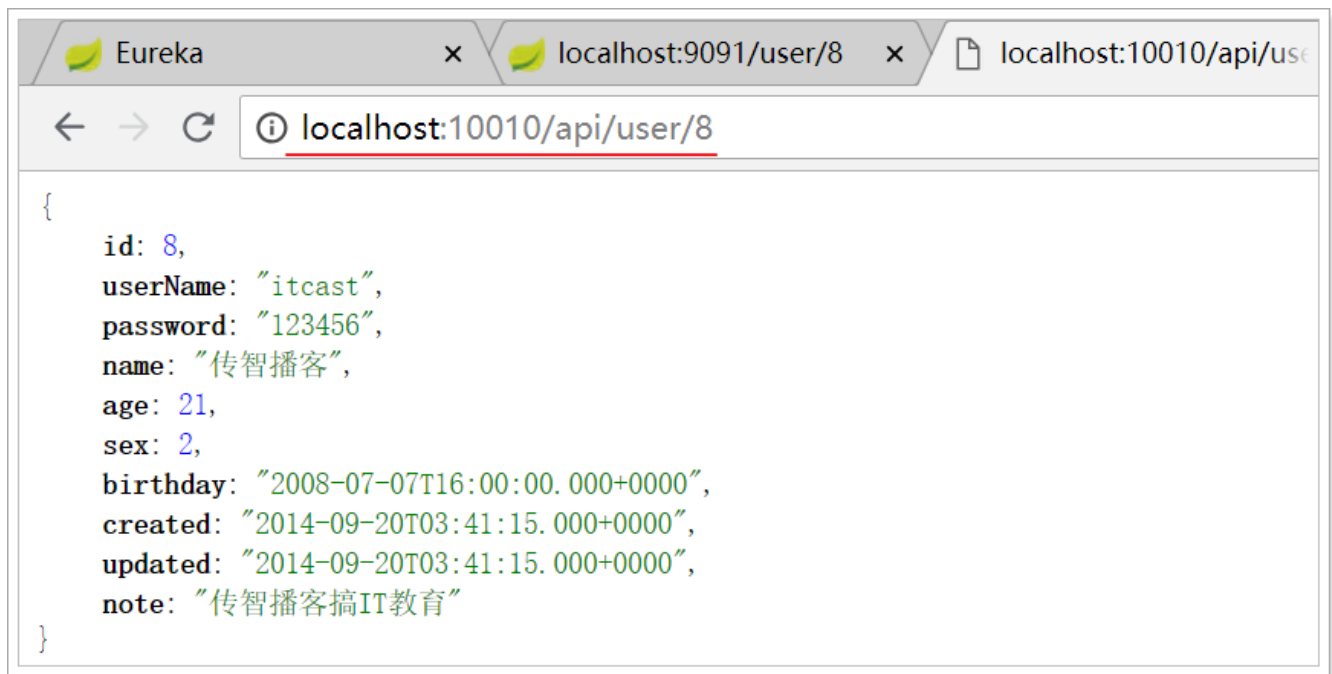 Eureka × localhost:9091/user/8 × localhost:10010/api/use
localhost:10010/api/user/8
{
id: 8,
userName: "itcast",
password: "123456",
name: "传智播客",
age: 21,
sex: 2,
birthday: "2008-07-07T16:00:00.000+0000",
created: "2014-09-20T03:41:15.000+0000",
updated: "2014-09-20T03:41:15.000+0000",
note: "传智播客搞IT教育"
}